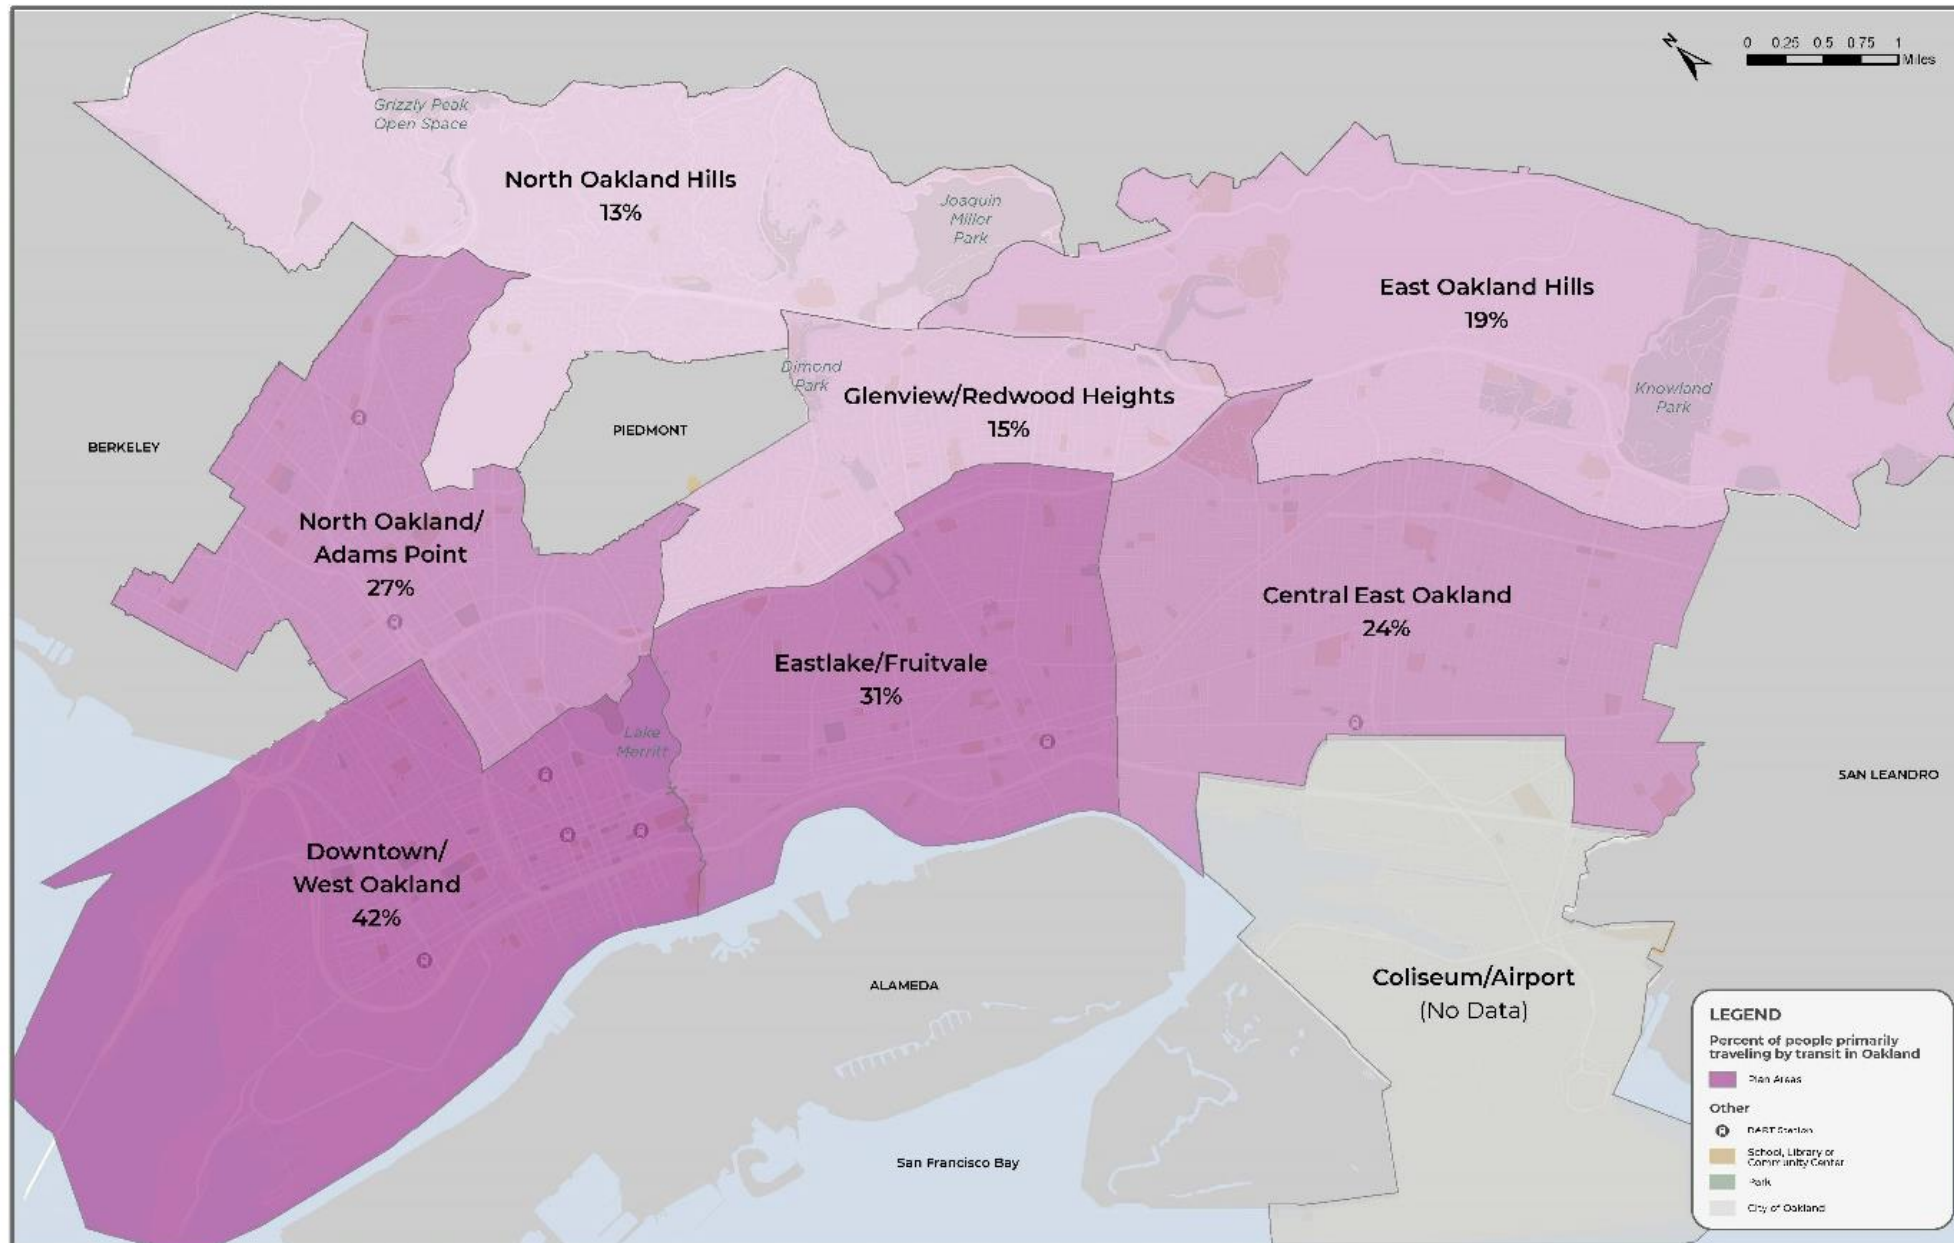 N
0 0.25 0.5 0.75 1
Miles
Grizzly Peak
Open Space
North Oakland Hills
13%
Joaquin
Miller
Park
East Oakland Hills
19%
Dimond
Park
Glenview/Redwood Heights
15%
Knowland
Park
PIEDMONT
BERKELEY
North Oakland/
Adams Point
27%
Central East Oakland
24%
Eastlake/Fruitvale
31%
Lake
Merritt
SAN LEANDRO
Downtown/
West Oakland
42%
ALAMEDA
Coliseum/Airport
(No Data)
San Francisco Bay
LEGEND
Percent of people primarily
traveling by transit in Oakland
Plan Areas
Other
BART Station
School, Library or
Community Center
Park
City of Oakland